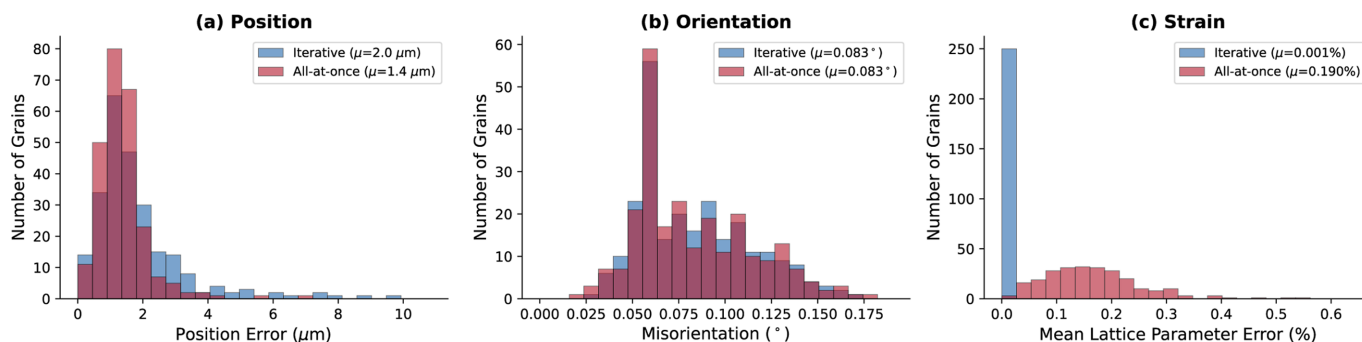 (a) Position
Number of Grains
80
70
60
50
40
30
20
10
0
Iterative (μ=2.0 μm)
All-at-once (μ=1.4 μm)
0 2 4 6 8 10
Position Error (μm)
(b) Orientation
Number of Grains
60
50
40
30
20
10
0
Iterative (μ=0.083°)
All-at-once (μ=0.083°)
0.000 0.025 0.050 0.075 0.100 0.125 0.150 0.175
Misorientation (°)
(c) Strain
Number of Grains
250
200
150
100
50
0
Iterative (μ=0.001%)
All-at-once (μ=0.190%)
0.0 0.1 0.2 0.3 0.4 0.5 0.6
Mean Lattice Parameter Error (%)